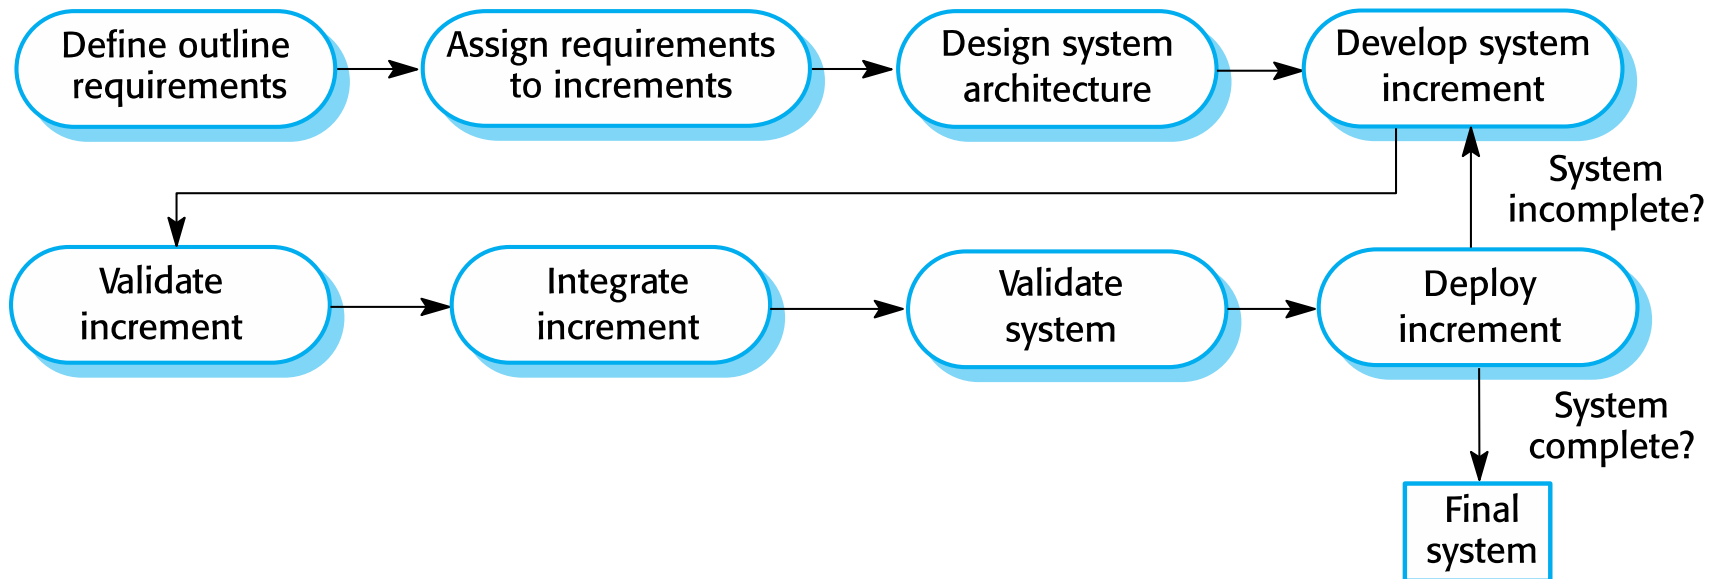 Define outline
requirements
Assign requirements
to increments
Design system
architecture
Develop system
increment
System
incomplete?
Validate
increment
Integrate
increment
Validate
system
Deploy
increment
System
complete?
Final
system